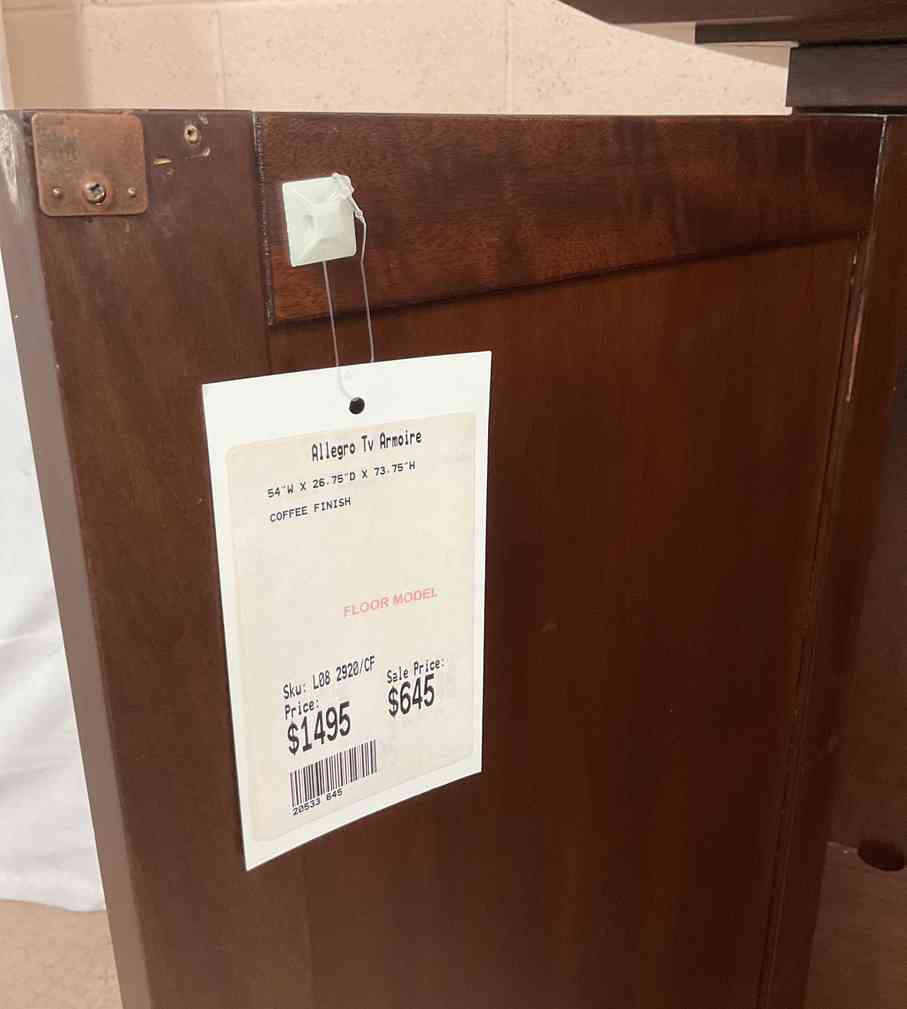 Allegro Tv Armoire
54"W X 26.75"D X 73.75"H
COFFEE FINISH
FLOOR MODEL
Sku: L08 2920/CF
Price: Sale Price:
$1495 $645
20533 645